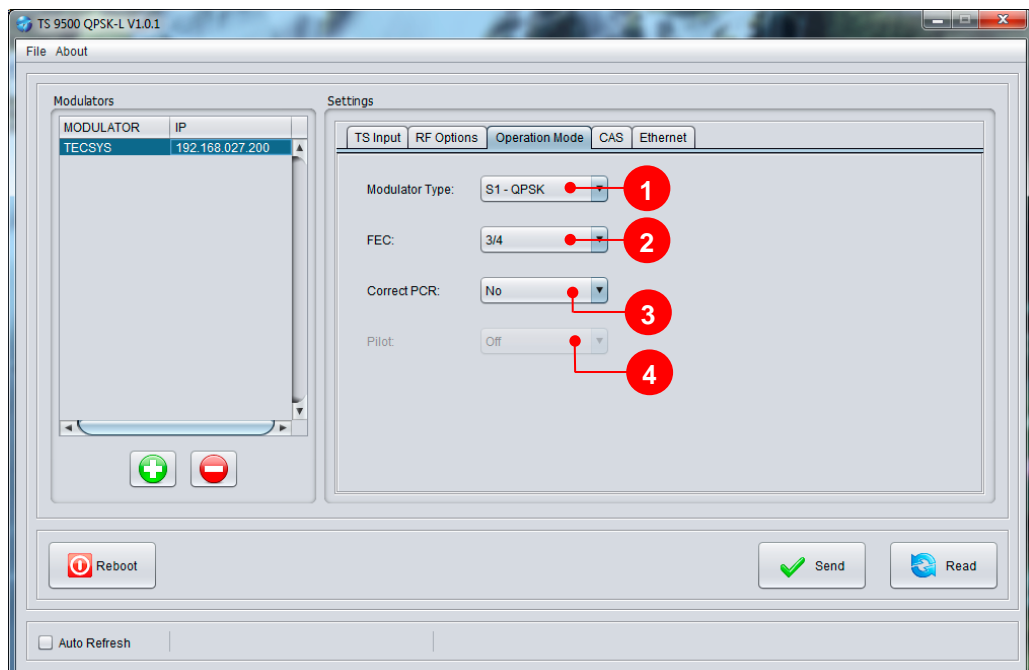 TS 9500 QPSK-L V1.0.1
File About
Modulators
MODULATOR IP
TECSYS 192.168.027.200
Settings
TS Input RF Options Operation Mode CAS Ethernet
Modulator Type: S1 - QPSK 1
FEC: 3/4 2
Correct PCR: No 3
Pilot: Off 4
Reboot Send Read
Auto Refresh